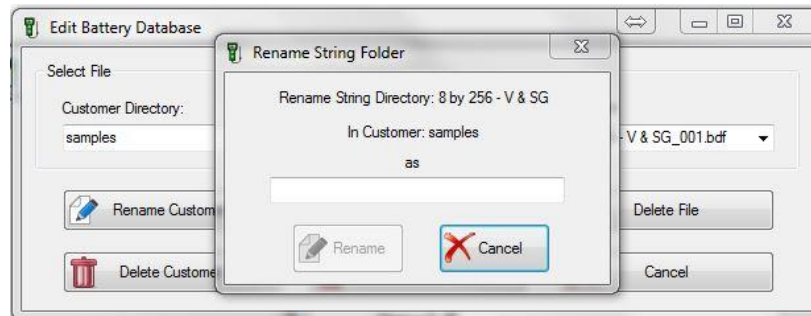 Edit Battery Database
Rename String Folder
Select File
Rename String Directory: 8 by 256 - V & SG
Customer Directory:
In Customer: samples
samples
- V & SG_001.bdf
as
Rename Custom
Delete File
Rename
Cancel
Delete Custome
Cancel